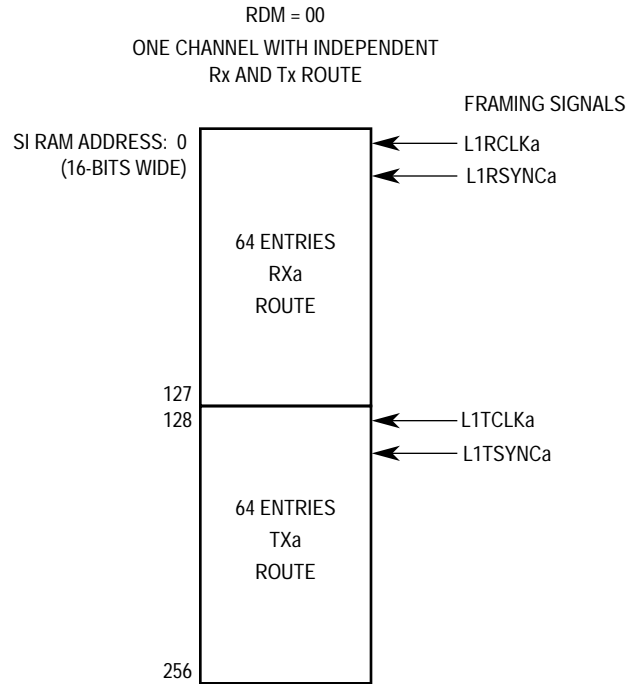 RDM = 00
ONE CHANNEL WITH INDEPENDENT
Rx AND Tx ROUTE
FRAMING SIGNALS
SI RAM ADDRESS: 0
(16-BITS WIDE)
L1RCLKa
L1RSYNCa
64 ENTRIES
RXa
ROUTE
127
128
L1TCLKa
L1TSYNCa
64 ENTRIES
TXa
ROUTE
256